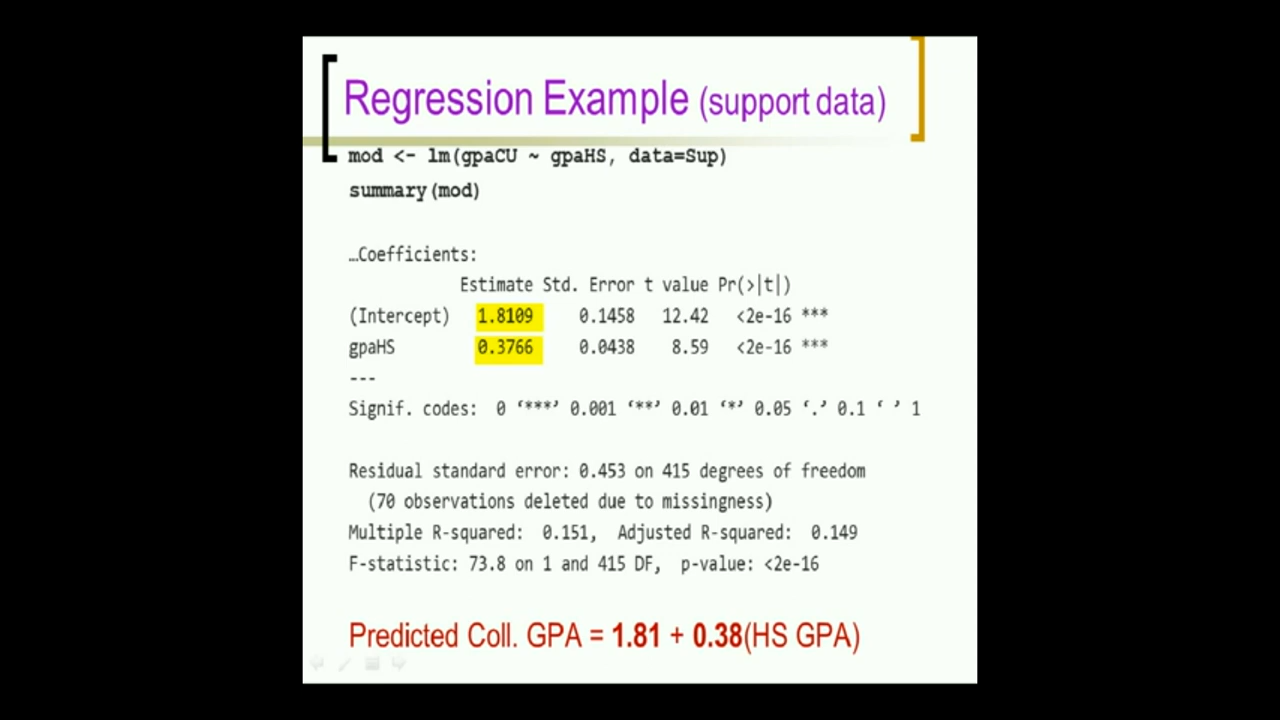 Regression Example (support data)
mod <- lm(gpaCU ~ gpaHS, data=Sup)
summary(mod)
…Coefficients:
Estimate Std. Error t value Pr(>|t|)
(Intercept) 1.8109 0.1458 12.42 <2e-16 ***
gpaHS 0.3766 0.0438 8.59 <2e-16 ***
---
Signif. codes: 0 ‘***’ 0.001 ‘**’ 0.01 ‘*’ 0.05 ‘.’ 0.1 ‘ ’ 1
Residual standard error: 0.453 on 415 degrees of freedom
(70 observations deleted due to missingness)
Multiple R-squared: 0.151, Adjusted R-squared: 0.149
F-statistic: 73.8 on 1 and 415 DF, p-value: <2e-16
Predicted Coll. GPA = 1.81 + 0.38(HS GPA)